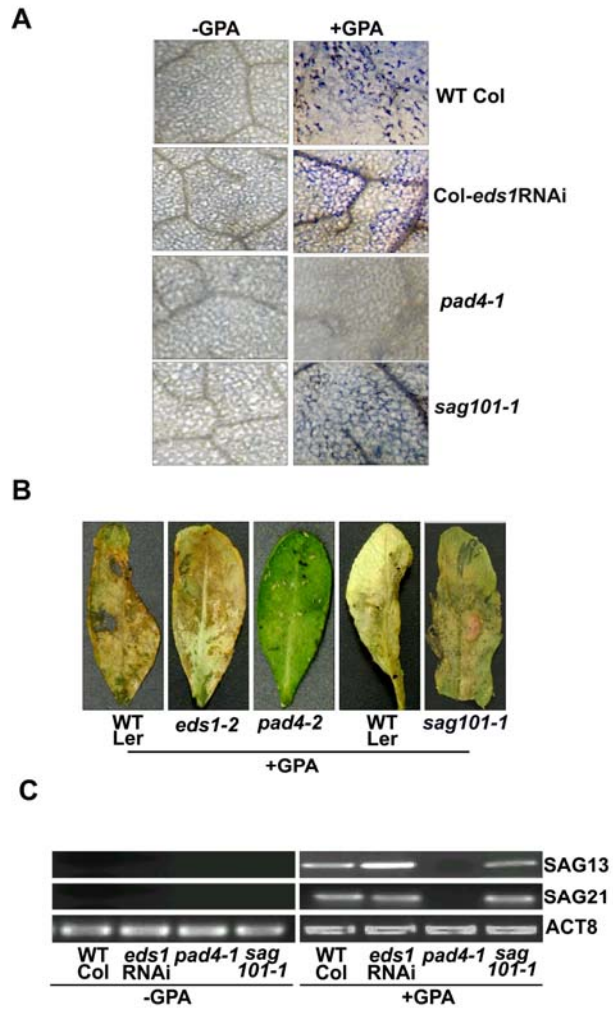 A
-GPA +GPA
WT Col
Col-eds1RNAi
pad4-1
sag101-1
B
WT Ler eds1-2 pad4-2 WT Ler sag101-1
+GPA
C
SAG13
SAG21
ACT8
WT Col eds1 RNAi pad4-1 sag 101-1 WT Col eds1 RNAi pad4-1 sag 101-1
-GPA +GPA